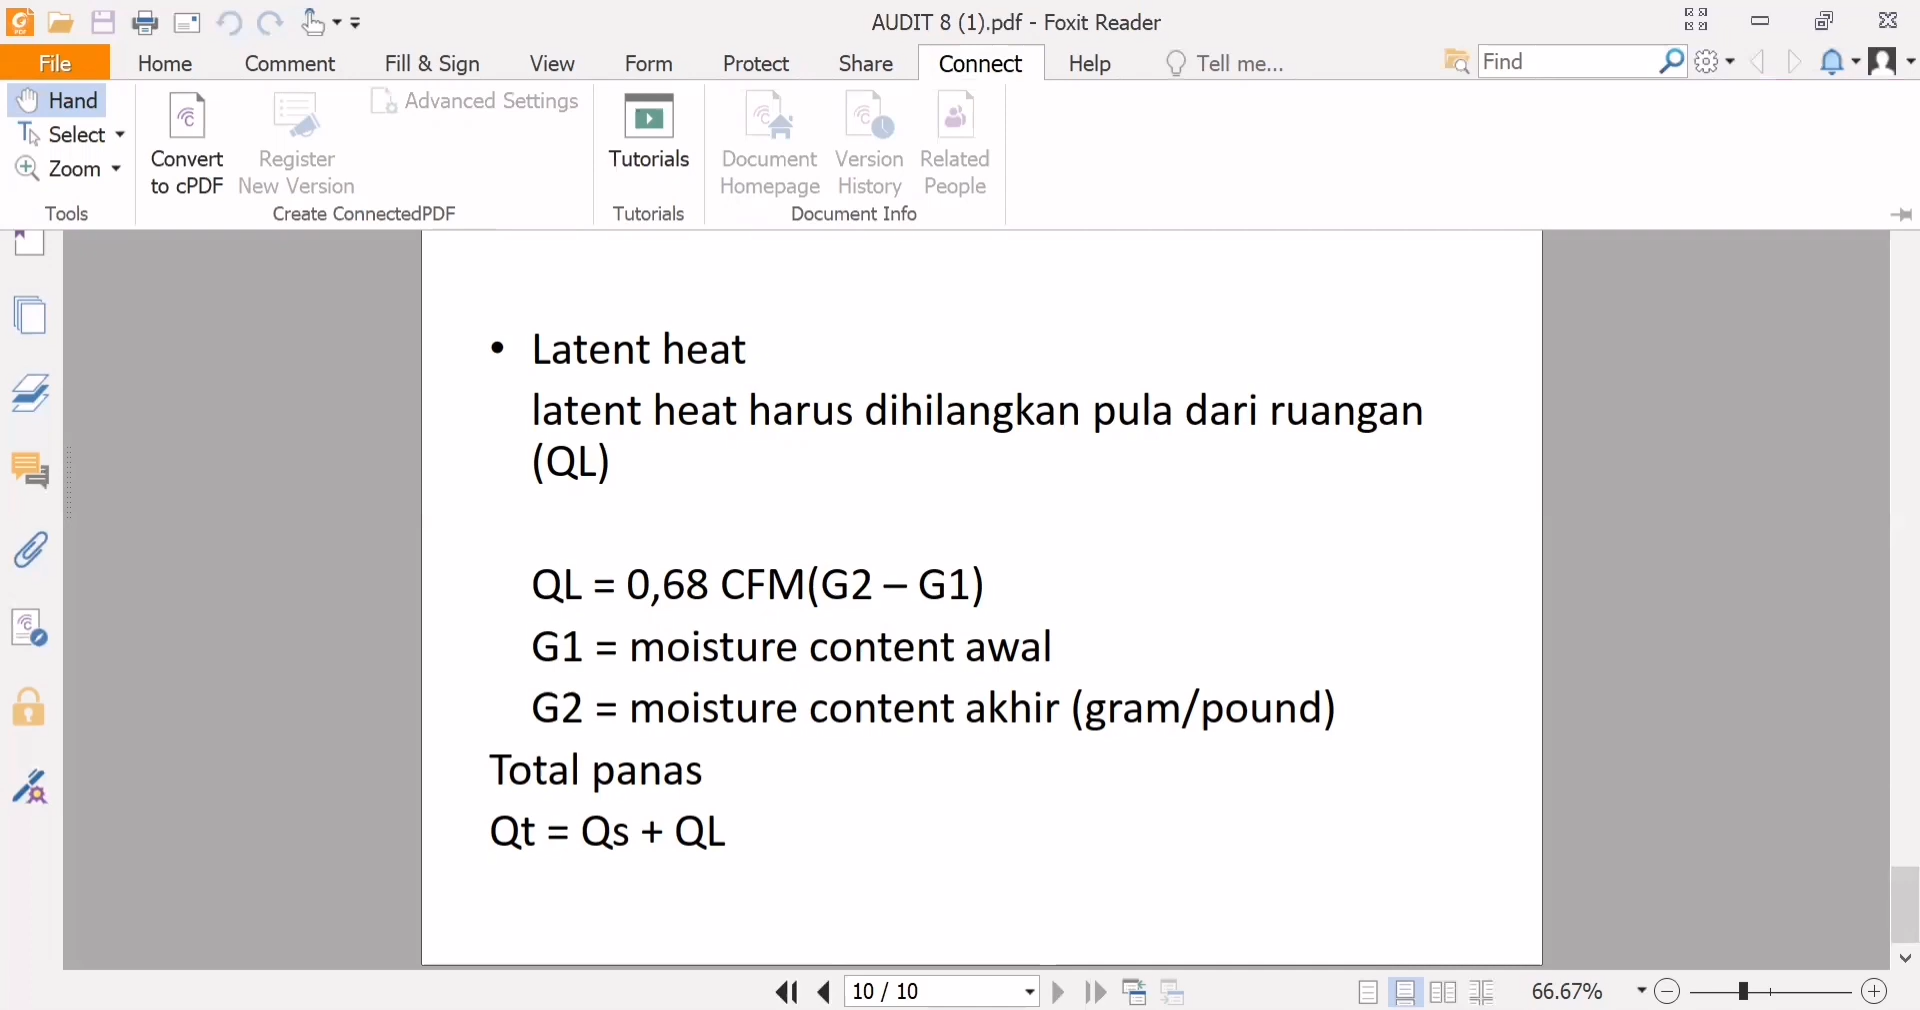 AUDIT 8 (1).pdf - Foxit Reader
File Home Comment Fill & Sign View Form Protect Share Connect Help Tell me... Find
Hand
Select
Zoom
Tools
Convert
to cPDF
Register
New Version
Advanced Settings
Create ConnectedPDF
Tutorials
Tutorials
Document
Homepage
Version
History
Related
People
Document Info
• Latent heat
latent heat harus dihilangkan pula dari ruangan
(QL)
QL = 0,68 CFM(G2 – G1)
G1 = moisture content awal
G2 = moisture content akhir (gram/pound)
Total panas
Qt = Qs + QL
10 / 10
66.67%